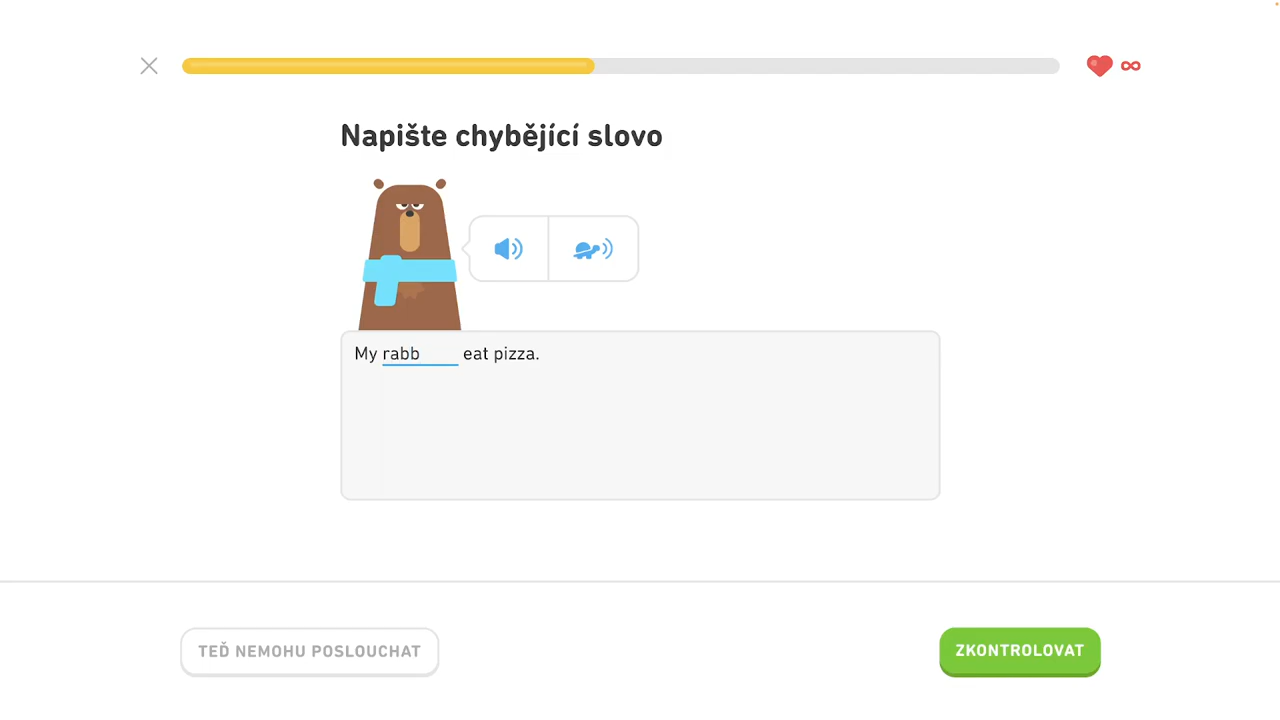 ∞
Napište chybějící slovo
My rabb eat pizza.
TEĎ NEMOHU POSLOUCHAT
ZKONTROLOVAT